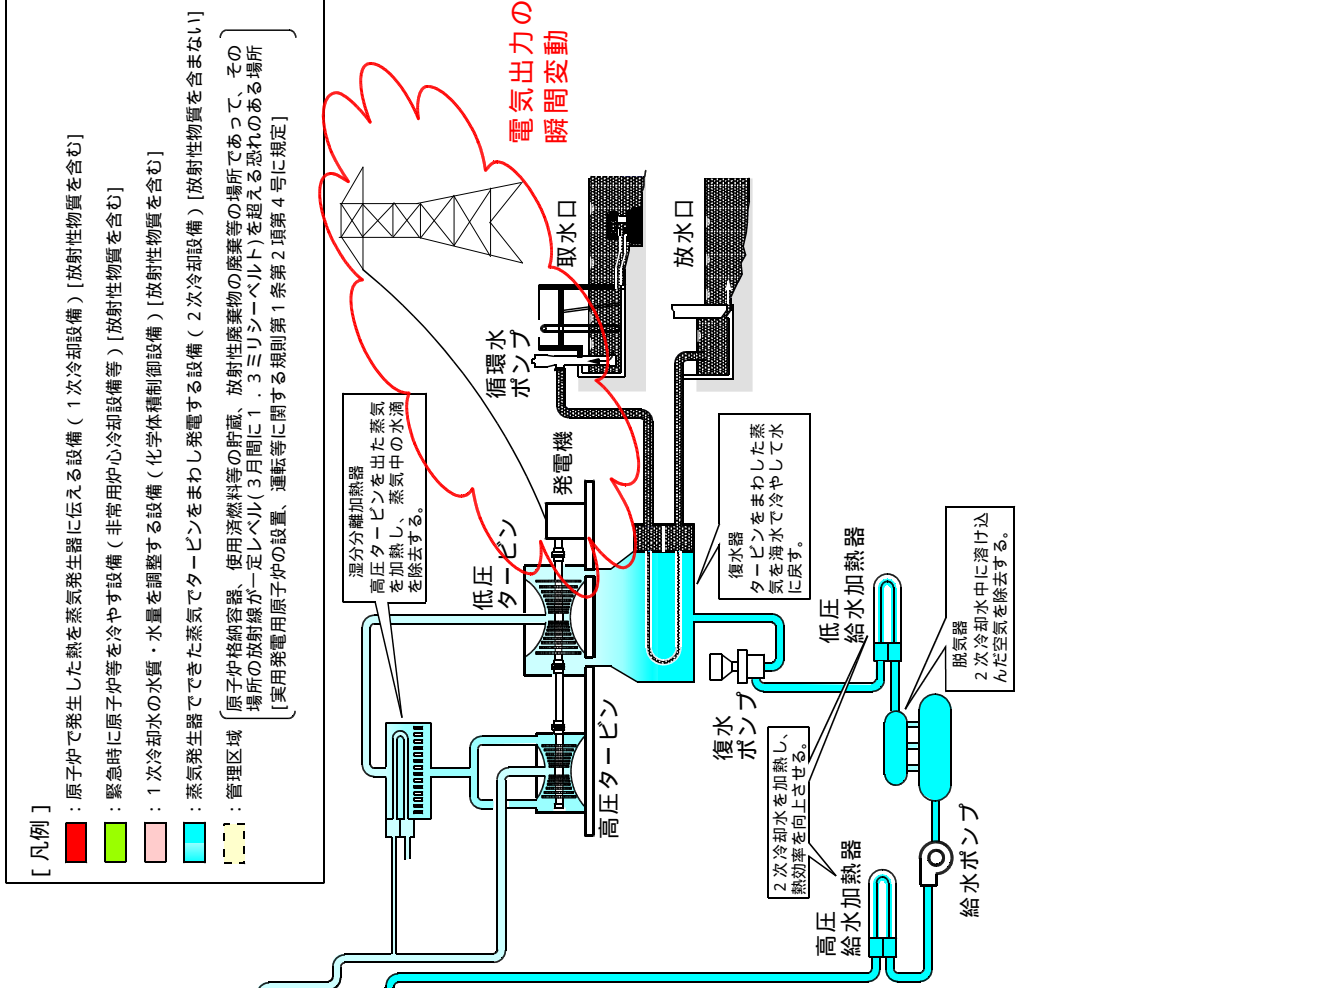 [ 凡例 ]
：原子炉で発生した熱を蒸気発生器に伝える設備（１次冷却設備）[放射性物質を含む]
：緊急時に原子炉等を冷やす設備（非常用炉心冷却設備等）[放射性物質を含む]
：１次冷却水の水質・水量を調整する設備（化学体積制御設備）[放射性物質を含む]
：蒸気発生器でできた蒸気でタービンをまわし発電する設備（２次冷却設備）[放射性物質を含まない]
：管理区域
原子炉格納容器、使用済燃料等の貯蔵、放射性廃棄物の廃棄等の場所であって、その
場所の放射線が一定レベル(３月間に１．３ミリシーベルト)を超える恐れのある場所
[実用発電用原子炉の設置、運転等に関する規則第１条第２項第４号に規定]
電気出力の
瞬間変動
湿分分離加熱器
高圧タービンを出た蒸気
を加熱し、蒸気中の水滴
を除去する。
循環水
ポンプ
取水口
放水口
発電機
低圧
タービン
高圧タービン
復水器
タービンをまわした蒸
気を海水で冷やして水
に戻す。
復水
ポンプ
低圧
給水加熱器
２次冷却水を加熱し、
熱効率を向上させる。
脱気器
２次冷却水中に溶け込
んだ空気を除去する。
高圧
給水加熱器
給水ポンプ